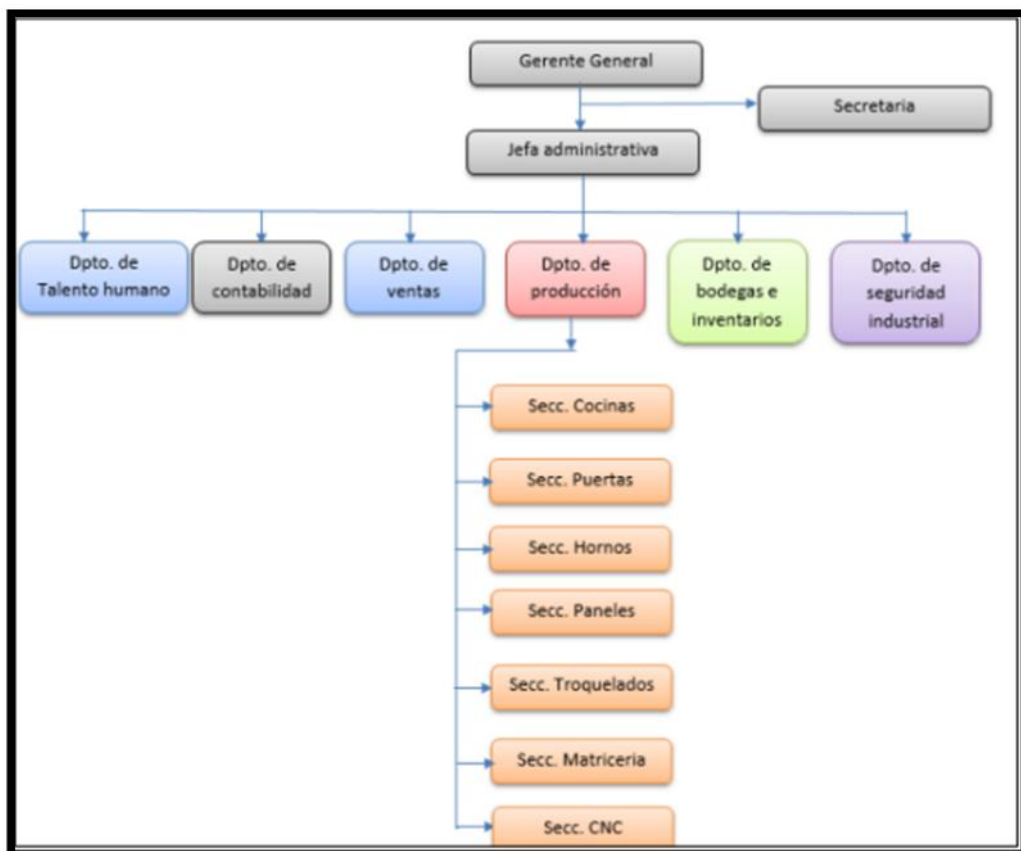 Gerente General
Secretaria
Jefa administrativa
Dpto. de
Talento humano
Dpto. de
contabilidad
Dpto. de
ventas
Dpto. de
producción
Dpto. de
bodegas e
inventarios
Dpto. de
seguridad
industrial
Secc. Cocinas
Secc. Puertas
Secc. Hornos
Secc. Paneles
Secc. Troquelados
Secc. Matriceria
Secc. CNC